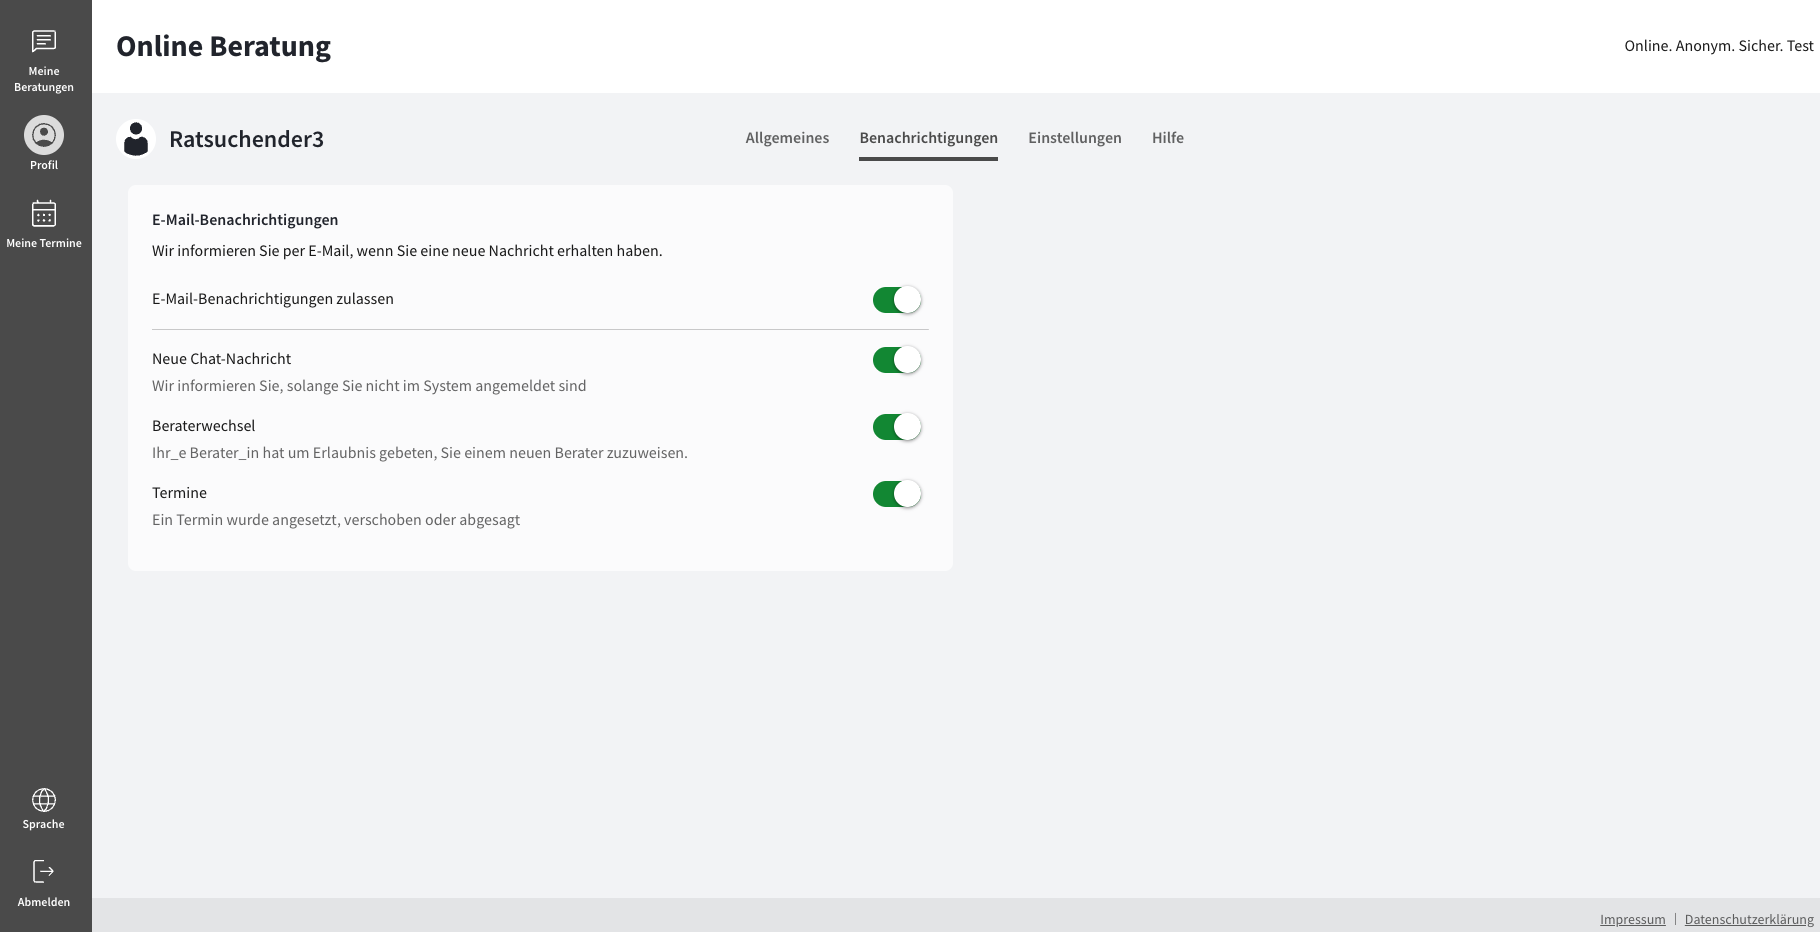 Meine
Beratungen
Profil
Meine Termine
Sprache
Abmelden
Online Beratung
Online. Anonym. Sicher. Test
Ratsuchender3
Allgemeines Benachrichtigungen Einstellungen Hilfe
E-Mail-Benachrichtigungen
Wir informieren Sie per E-Mail, wenn Sie eine neue Nachricht erhalten haben.
E-Mail-Benachrichtigungen zulassen
Neue Chat-Nachricht
Wir informieren Sie, solange Sie nicht im System angemeldet sind
Beraterwechsel
Ihr_e Berater_in hat um Erlaubnis gebeten, Sie einem neuen Berater zuzuweisen.
Termine
Ein Termin wurde angesetzt, verschoben oder abgesagt
Impressum | Datenschutzerklärung